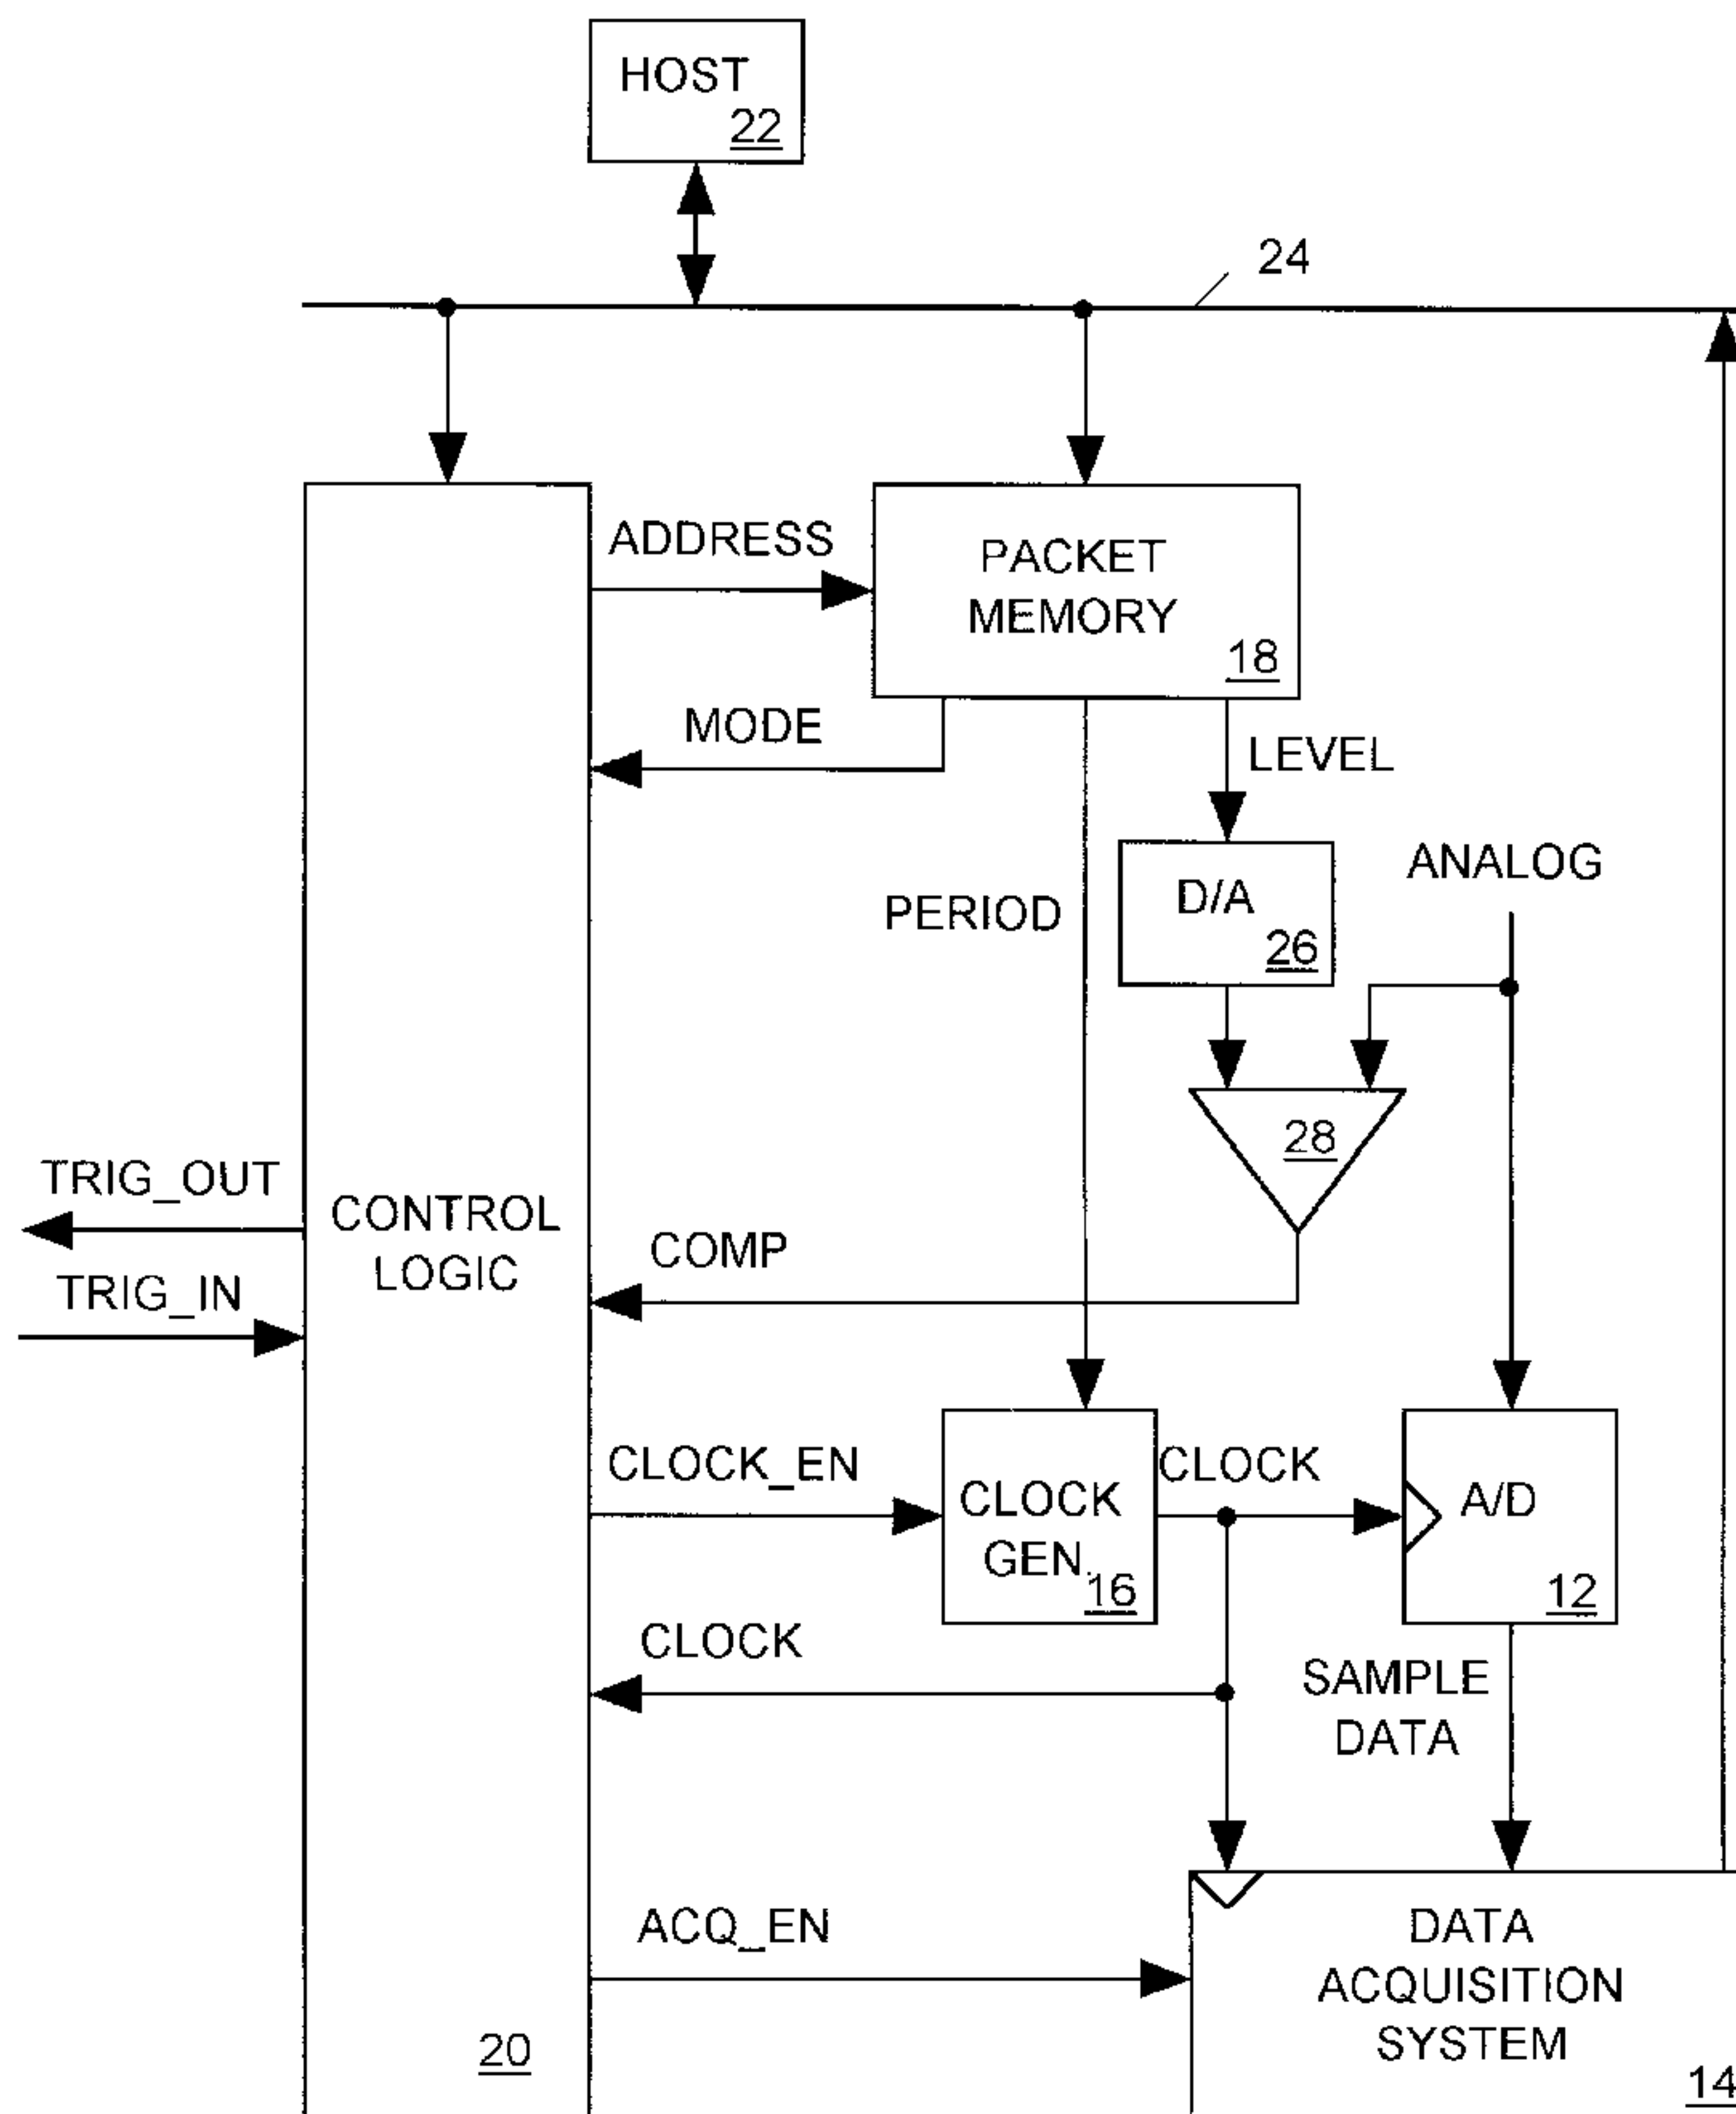 HOST
22
24
ADDRESS
PACKET
MEMORY
18
MODE
LEVEL
ANALOG
D/A
26
PERIOD
28
TRIG_OUT
CONTROL
LOGIC
COMP
TRIG_IN
CLOCK_EN
CLOCK
GEN.
16
CLOCK
A/D
12
CLOCK
SAMPLE
DATA
ACQ_EN
DATA
ACQUISITION
SYSTEM
20
14